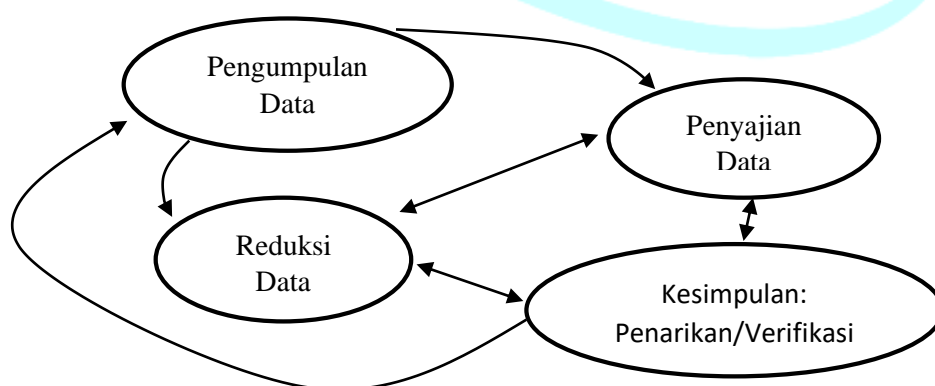 Pengumpulan
Data
Penyajian
Data
Reduksi
Data
Kesimpulan:
Penarikan/Verifikasi